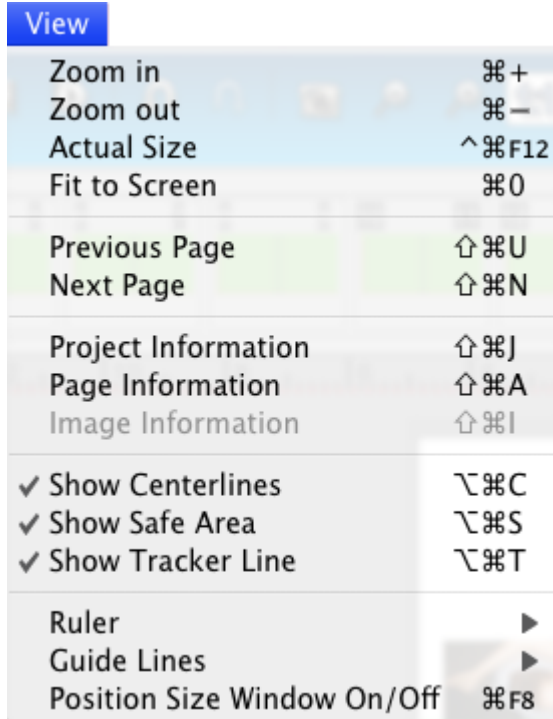 View
Zoom in ⌘+
Zoom out ⌘–
Actual Size ^⌘F12
Fit to Screen ⌘0
Previous Page ⇧⌘U
Next Page ⇧⌘N
Project Information ⇧⌘J
Page Information ⇧⌘A
Image Information ⇧⌘I
✓ Show Centerlines ⌥⌘C
✓ Show Safe Area ⌥⌘S
✓ Show Tracker Line ⌥⌘T
Ruler ▶
Guide Lines ▶
Position Size Window On/Off ⌘F8